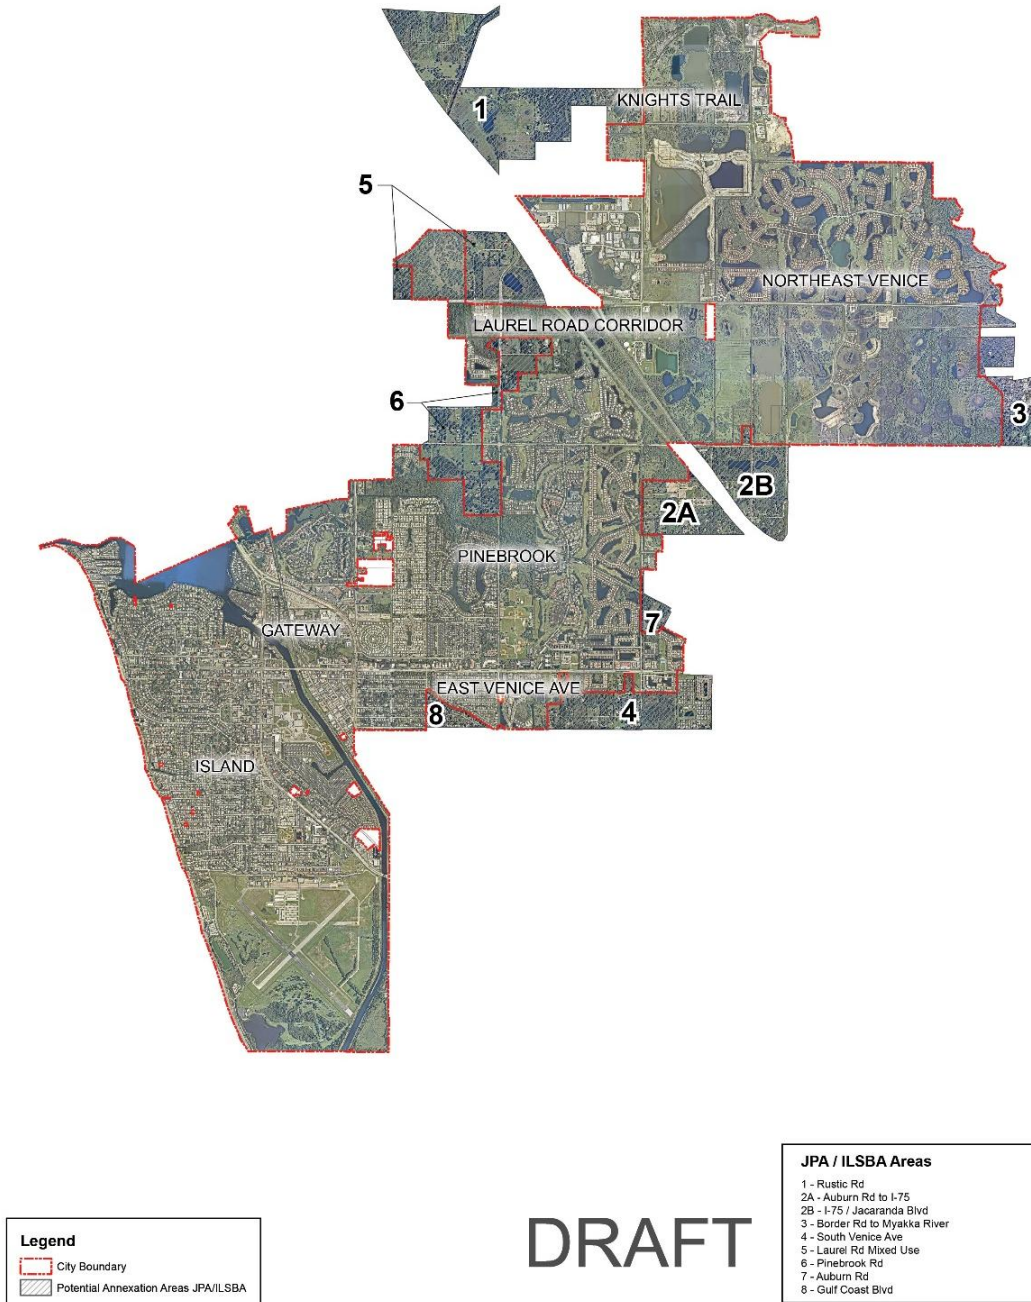 1
KNIGHTS TRAIL
5
NORTHEAST VENICE
LAUREL ROAD CORRIDOR
6
3
2B
2A
PINEBROOK
7
GATEWAY
EAST VENICE AVE
8
4
ISLAND
DRAFT
Legend
City Boundary
Potential Annexation Areas JPA/ILSBA
JPA / ILSBA Areas
1 - Rustic Rd
2A - Auburn Rd to I-75
2B - I-75 / Jacaranda Blvd
3 - Border Rd to Myakka River
4 - South Venice Ave
5 - Laurel Rd Mixed Use
6 - Pinebrook Rd
7 - Auburn Rd
8 - Gulf Coast Blvd